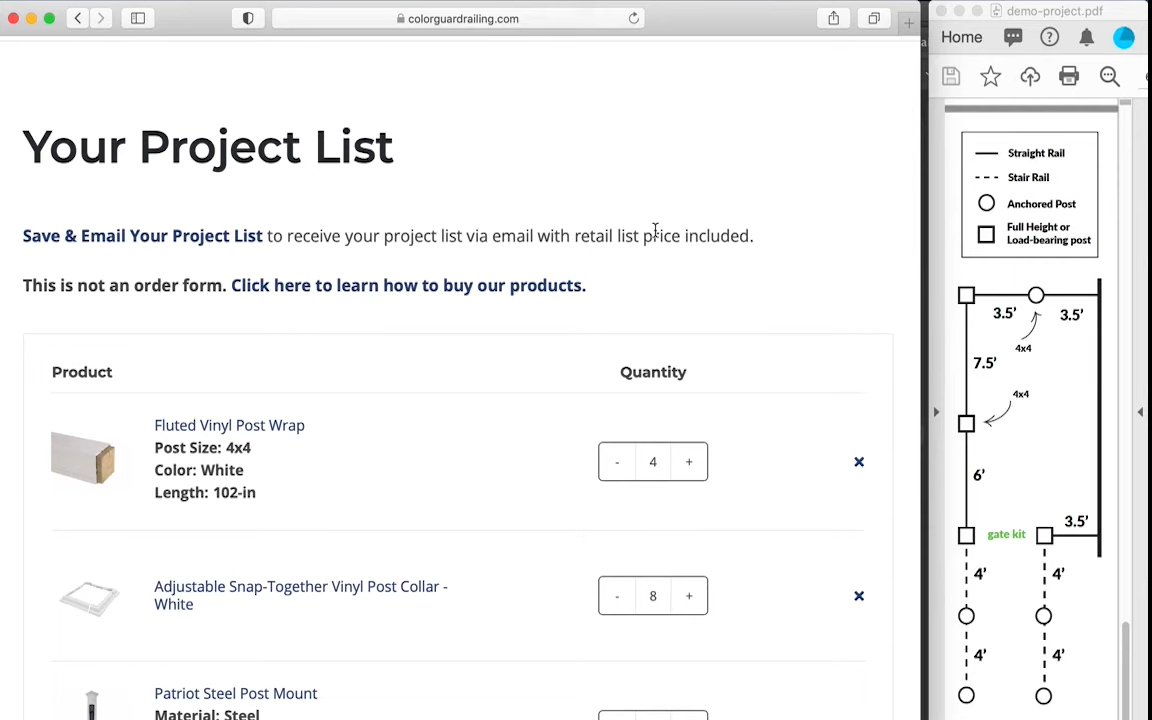 colorguardrailing.com
demo-project.pdf
Home
Your Project List
Save & Email Your Project List to receive your project list via email with retail list price included.
This is not an order form. Click here to learn how to buy our products.
Product
Quantity
Fluted Vinyl Post Wrap
Post Size: 4x4
Color: White
Length: 102-in
- 4 +
Adjustable Snap-Together Vinyl Post Collar -
White
- 8 +
Patriot Steel Post Mount
Material: Steel
Straight Rail
Stair Rail
Anchored Post
Full Height or
Load-bearing post
3.5'
3.5'
4x4
7.5'
4x4
6'
3.5'
gate kit
4'
4'
4'
4'